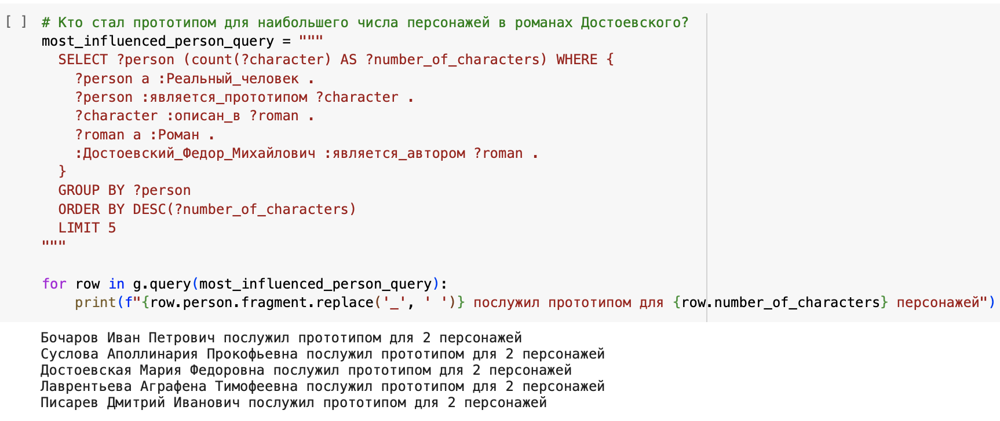 [ ] # Кто стал прототипом для наибольшего числа персонажей в романах Достоевского?
most_influenced_person_query = """
  SELECT ?person (count(?character) AS ?number_of_characters) WHERE {
    ?person a :Реальный_человек .
    ?person :является_прототипом ?character .
    ?character :описан_в ?roman .
    ?roman a :Роман .
    :Достоевский_Федор_Михайлович :является_автором ?roman .
  }
  GROUP BY ?person
  ORDER BY DESC(?number_of_characters)
  LIMIT 5
"""
for row in g.query(most_influenced_person_query):
    print(f"{row.person.fragment.replace('_', ' ')} послужил прототипом для {row.number_of_characters} персонажей")
Бочаров Иван Петрович послужил прототипом для 2 персонажей
Суслова Аполлинария Прокофьевна послужил прототипом для 2 персонажей
Достоевская Мария Федоровна послужил прототипом для 2 персонажей
Лаврентьева Аграфена Тимофеевна послужил прототипом для 2 персонажей
Писарев Дмитрий Иванович послужил прототипом для 2 персонажей